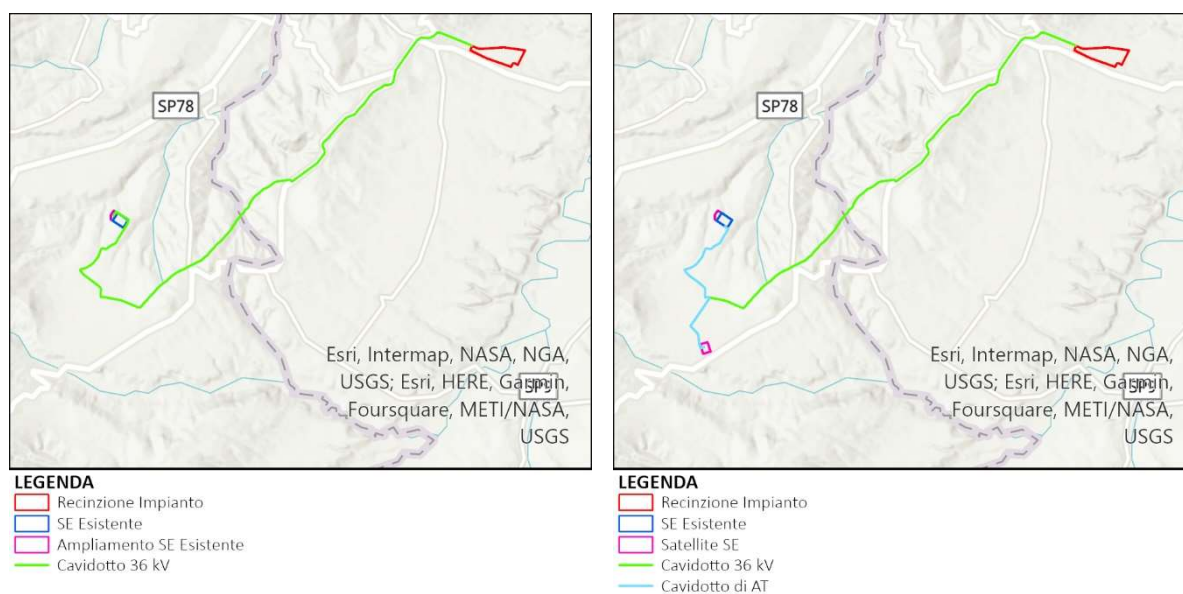 SP78
Esri, Intermap, NASA, NGA,
USGS; Esri, HERE, Garmin,
Foursquare, METI/NASA,
USGS
SP9
LEGENDA
Recinzione Impianto
SE Esistente
Ampliamento SE Esistente
Cavidotto 36 kV
SP78
Esri, Intermap, NASA, NGA,
USGS; Esri, HERE, Garmin,
Foursquare, METI/NASA,
USGS
SP9
LEGENDA
Recinzione Impianto
SE Esistente
Satellite SE
Cavidotto 36 kV
Cavidotto di AT